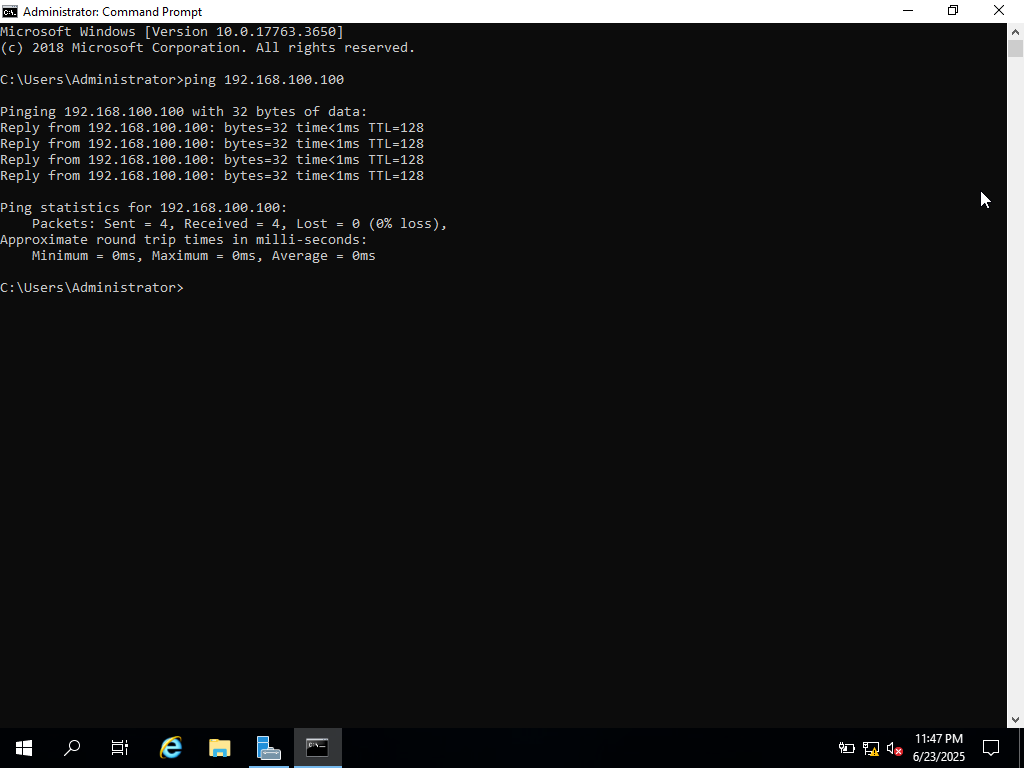 Administrator: Command Prompt
Microsoft Windows [Version 10.0.17763.3650]
(c) 2018 Microsoft Corporation. All rights reserved.
C:\Users\Administrator>ping 192.168.100.100
Pinging 192.168.100.100 with 32 bytes of data:
Reply from 192.168.100.100: bytes=32 time<1ms TTL=128
Reply from 192.168.100.100: bytes=32 time<1ms TTL=128
Reply from 192.168.100.100: bytes=32 time<1ms TTL=128
Reply from 192.168.100.100: bytes=32 time<1ms TTL=128
Ping statistics for 192.168.100.100:
    Packets: Sent = 4, Received = 4, Lost = 0 (0% loss),
Approximate round trip times in milli-seconds:
    Minimum = 0ms, Maximum = 0ms, Average = 0ms
C:\Users\Administrator>
11:47 PM
6/23/2025